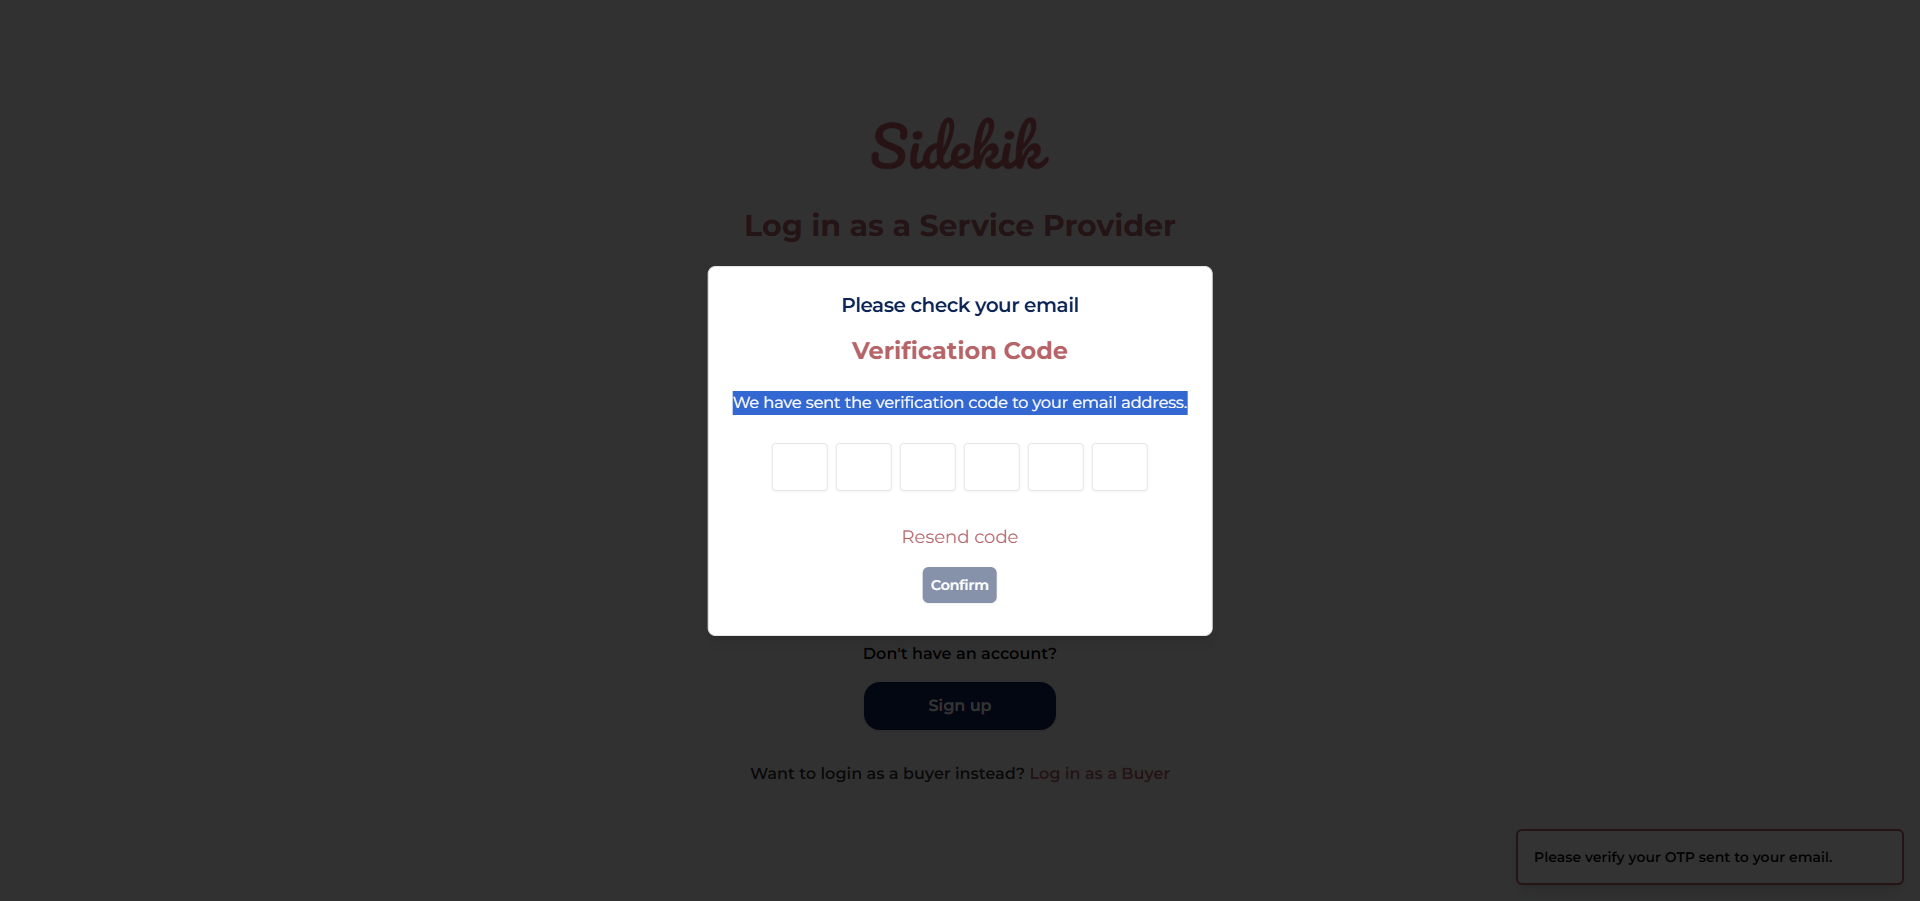 Sidekik
Log in as a Service Provider
Please check your email
Verification Code
We have sent the verification code to your email address.
Resend code
Confirm
Don't have an account?
Sign up
Want to login as a buyer instead? Log in as a Buyer
Please verify your OTP sent to your email.